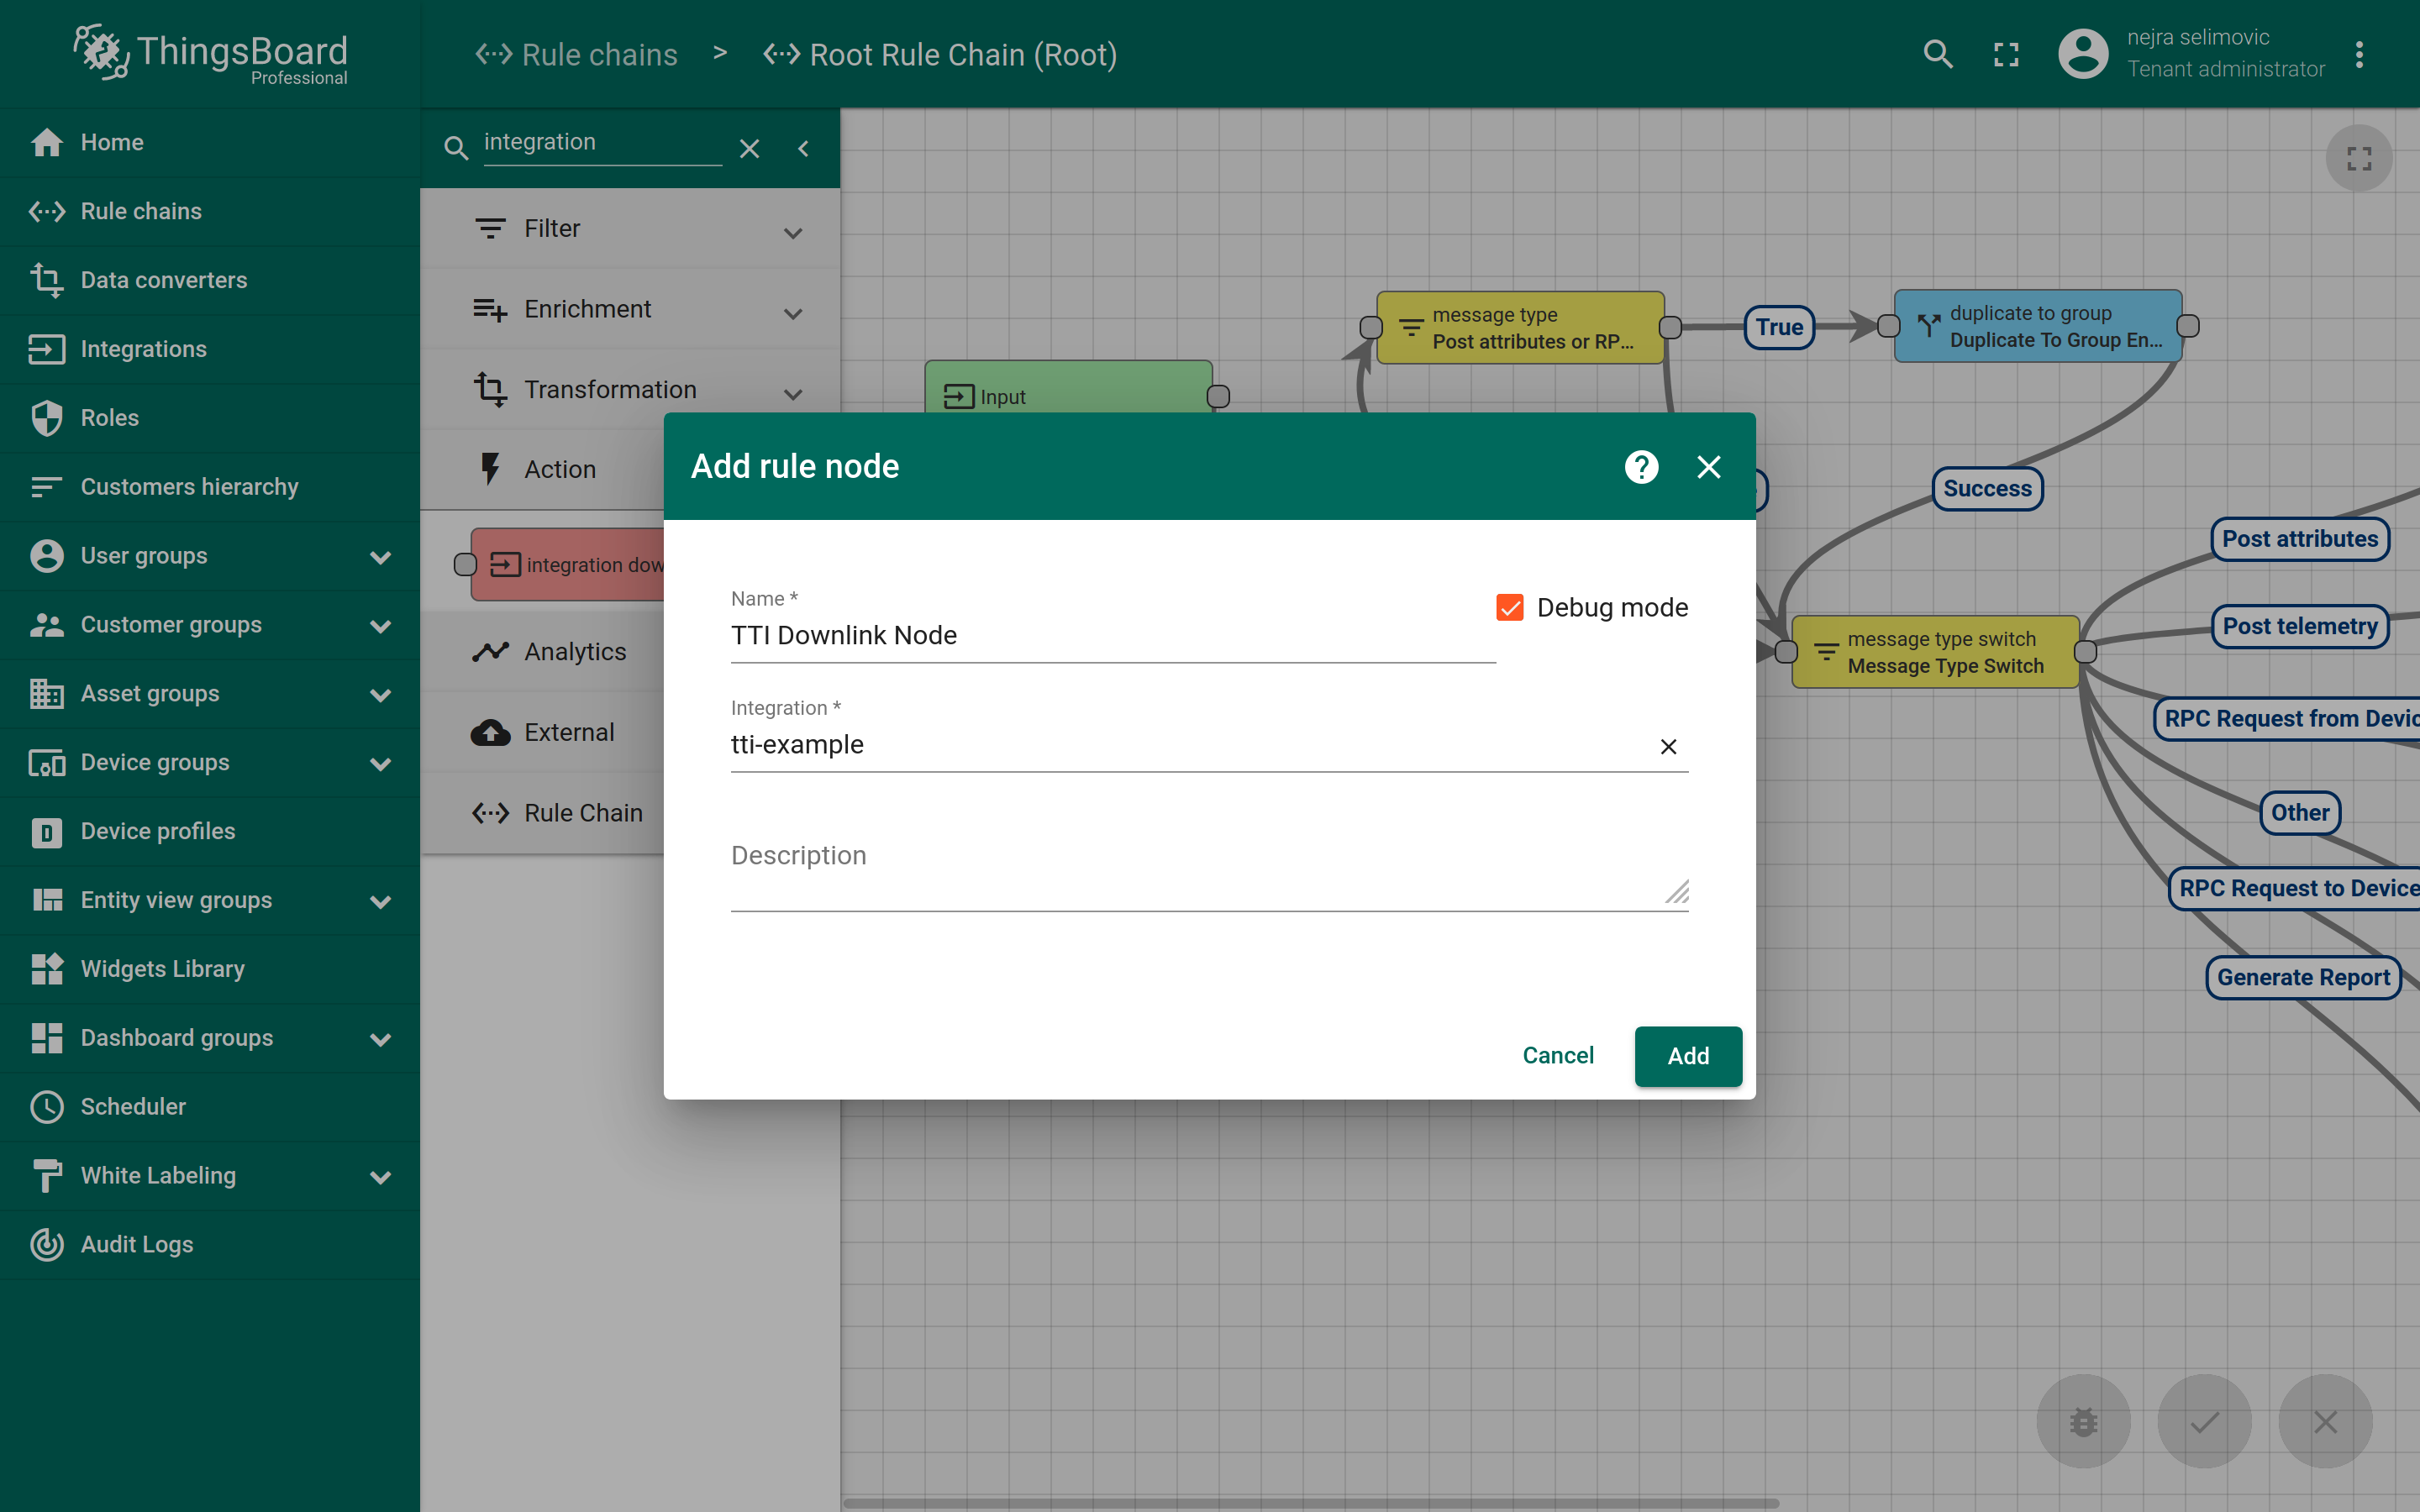 ThingsBoard
Professional
Rule chains > Root Rule Chain (Root)
nejra selimovic
Tenant administrator
Home
Rule chains
Data converters
Integrations
Roles
Customers hierarchy
User groups
Customer groups
Asset groups
Device groups
Device profiles
Entity view groups
Widgets Library
Dashboard groups
Scheduler
White Labeling
Audit Logs
integration
Filter
Enrichment
Transformation
Action
integration dow
Analytics
External
Rule Chain
Input
message type
Post attributes or RP...
True
duplicate to group
Duplicate To Group En...
Success
Post attributes
Post telemetry
message type switch
Message Type Switch
RPC Request from Devic
Other
RPC Request to Device
Generate Report
Add rule node
Name *
TTI Downlink Node
Debug mode
Integration *
tti-example
Description
Cancel
Add